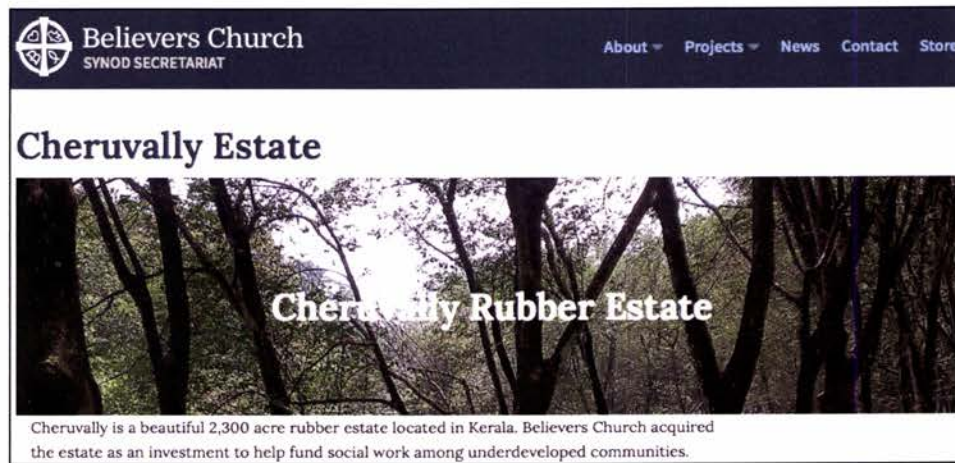 Believers Church
SYNOD SECRETARIAT
About Projects News Contact Store
Cheruvally Estate
Cheruvally Rubber Estate
Cheruvally is a beautiful 2,300 acre rubber estate located in Kerala. Believers Church acquired
the estate as an investment to help fund social work among underdeveloped communities.